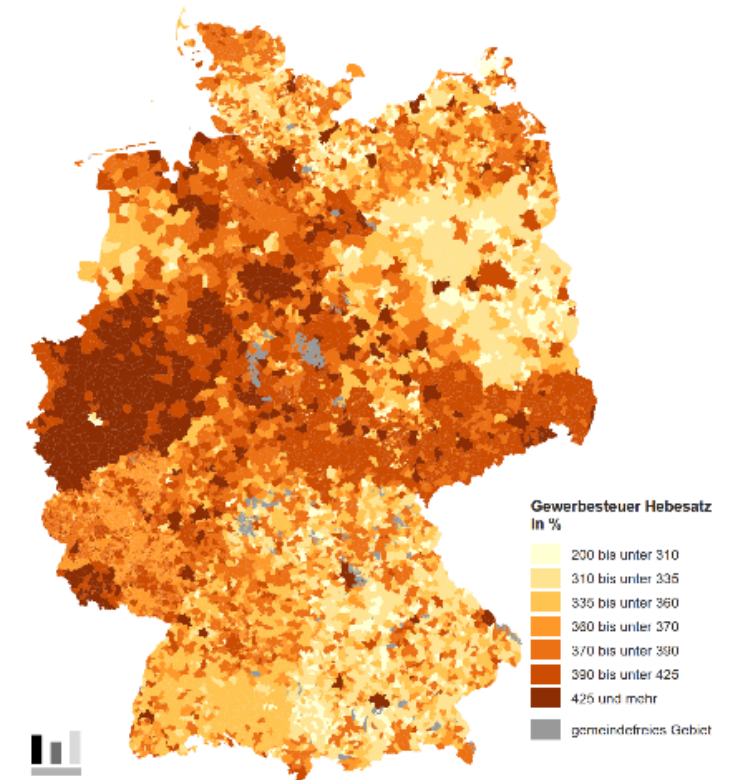 Gewerbesteuer Hebesatz
in %
200 bis unter 310
310 bis unter 335
335 bis unter 360
360 bis unter 370
370 bis unter 390
390 bis unter 425
425 und mehr
gemeindefreies Gebiet